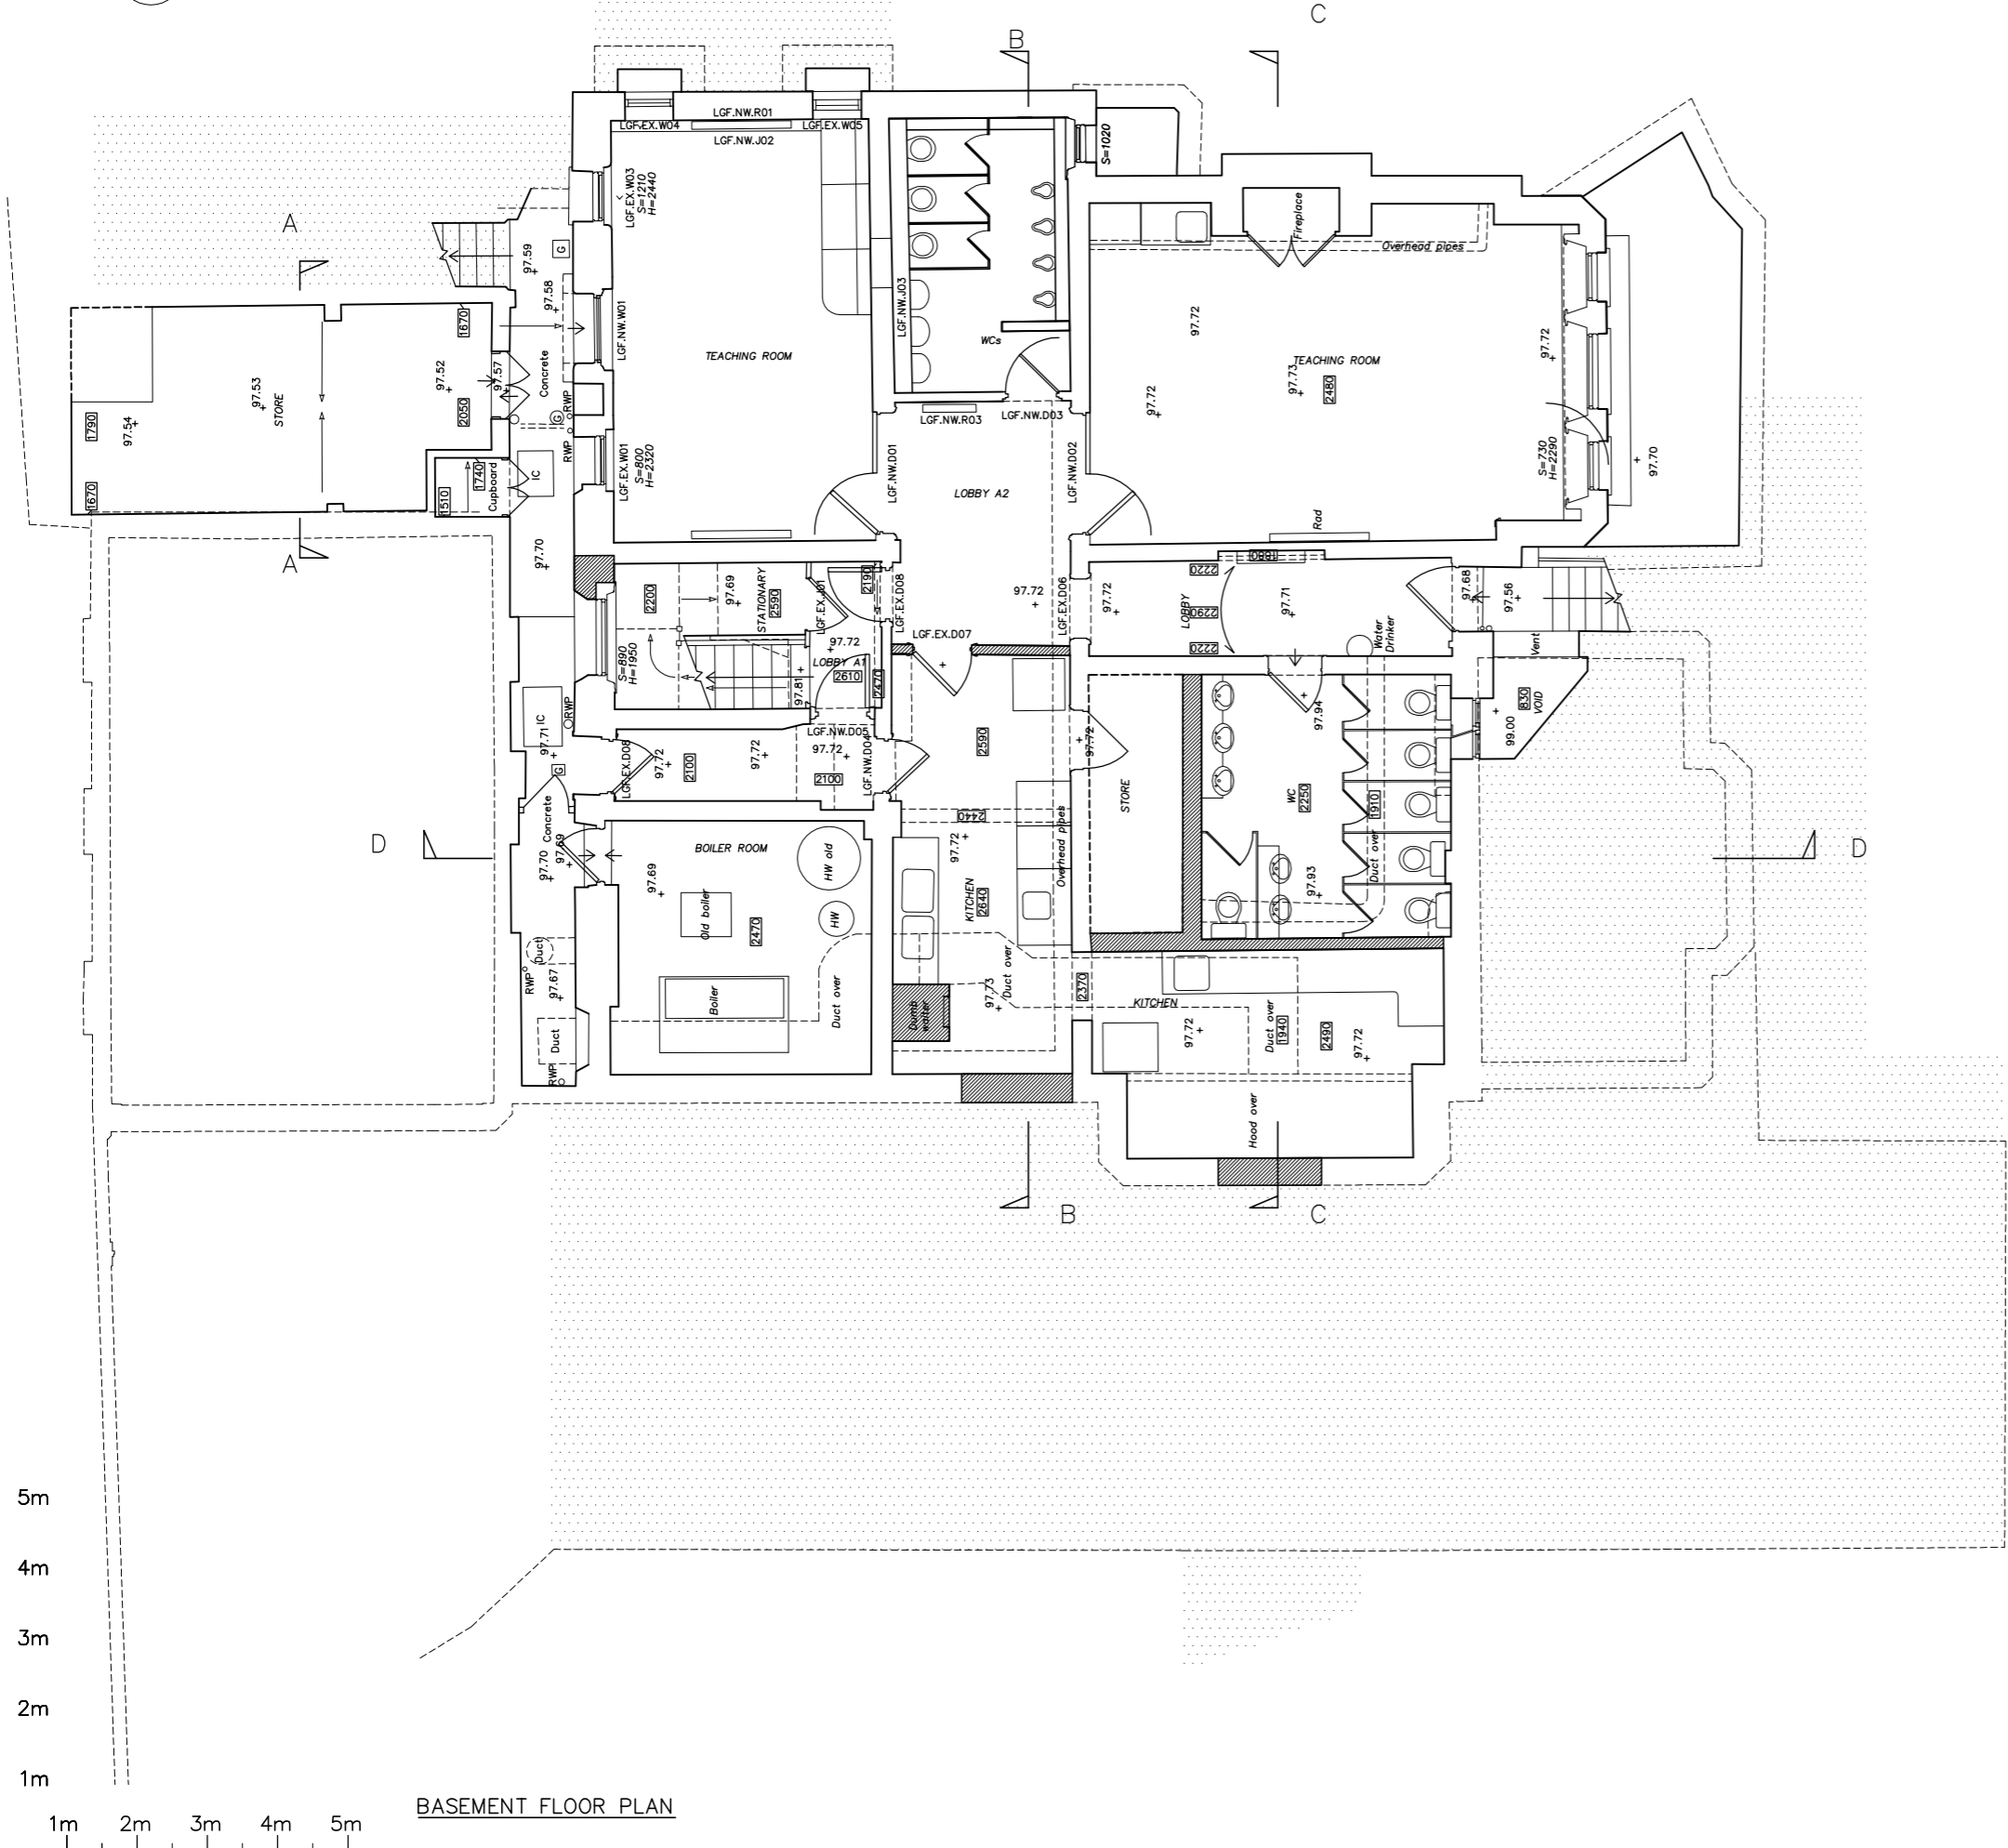 C
B
LGF.NW.R01
LGF.EX.W04
LGF.EX.W05
LGF.NW.J02
S=1020
LGF.EX.W03
S=1210
H=2440
A
G
97.59
97.58
Fireplace
Overhead pipes
LGF.NW.J03
LGF.NW.W01
WCs
TEACHING ROOM
TEACHING ROOM
97.72
97.72
97.73
2480
97.72
1670
97.53
STORE
97.52
97.57
Concrete
RWP
2050
1790
97.54
G
RWP
LGF.NW.R03
LGF.NW.D03
LGF.EX.W01
S=800
H=2320
LGF.NW.D01
LGF.NW.D02
S=730
H=2290
97.70
1670
1510
1740
Cupboard
IC
LOBBY A2
Rad
A
97.70
2200
97.69
STATIONARY
2590
LGF.EX.J01
2190
LGF.EX.D08
97.72
LGF.EX.D06
97.72
2220
1880
2290
LOBBY
97.71
97.68
97.56
LGF.EX.D07
97.72
LOBBY A1
2610
2470
97.81
S=890
H=1950
2220
Water
Drinker
Vent
830
VOID
99.00
IC
RWP
97.71
G
LGF.EX.D08
97.72
2100
97.72
LGF.NW.D05
97.72
2100
LGF.NW.D04
2590
97.72
97.94
STORE
WC
2250
1910
Duct over
97.93
D
Concrete
97.70
97.69
BOILER ROOM
HW old
HW
97.69
Old boiler
2470
2440
97.72
KITCHEN
2640
Overhead pipes
D
Duct
RWP
97.67
Boiler
Duct over
Dumb
waiter
97.73
Duct over
2370
KITCHEN
97.72
Duct over
1940
2490
97.72
Duct
RWP
Hood over
B
C
5m
4m
3m
2m
1m
BASEMENT FLOOR PLAN
1m 2m 3m 4m 5m